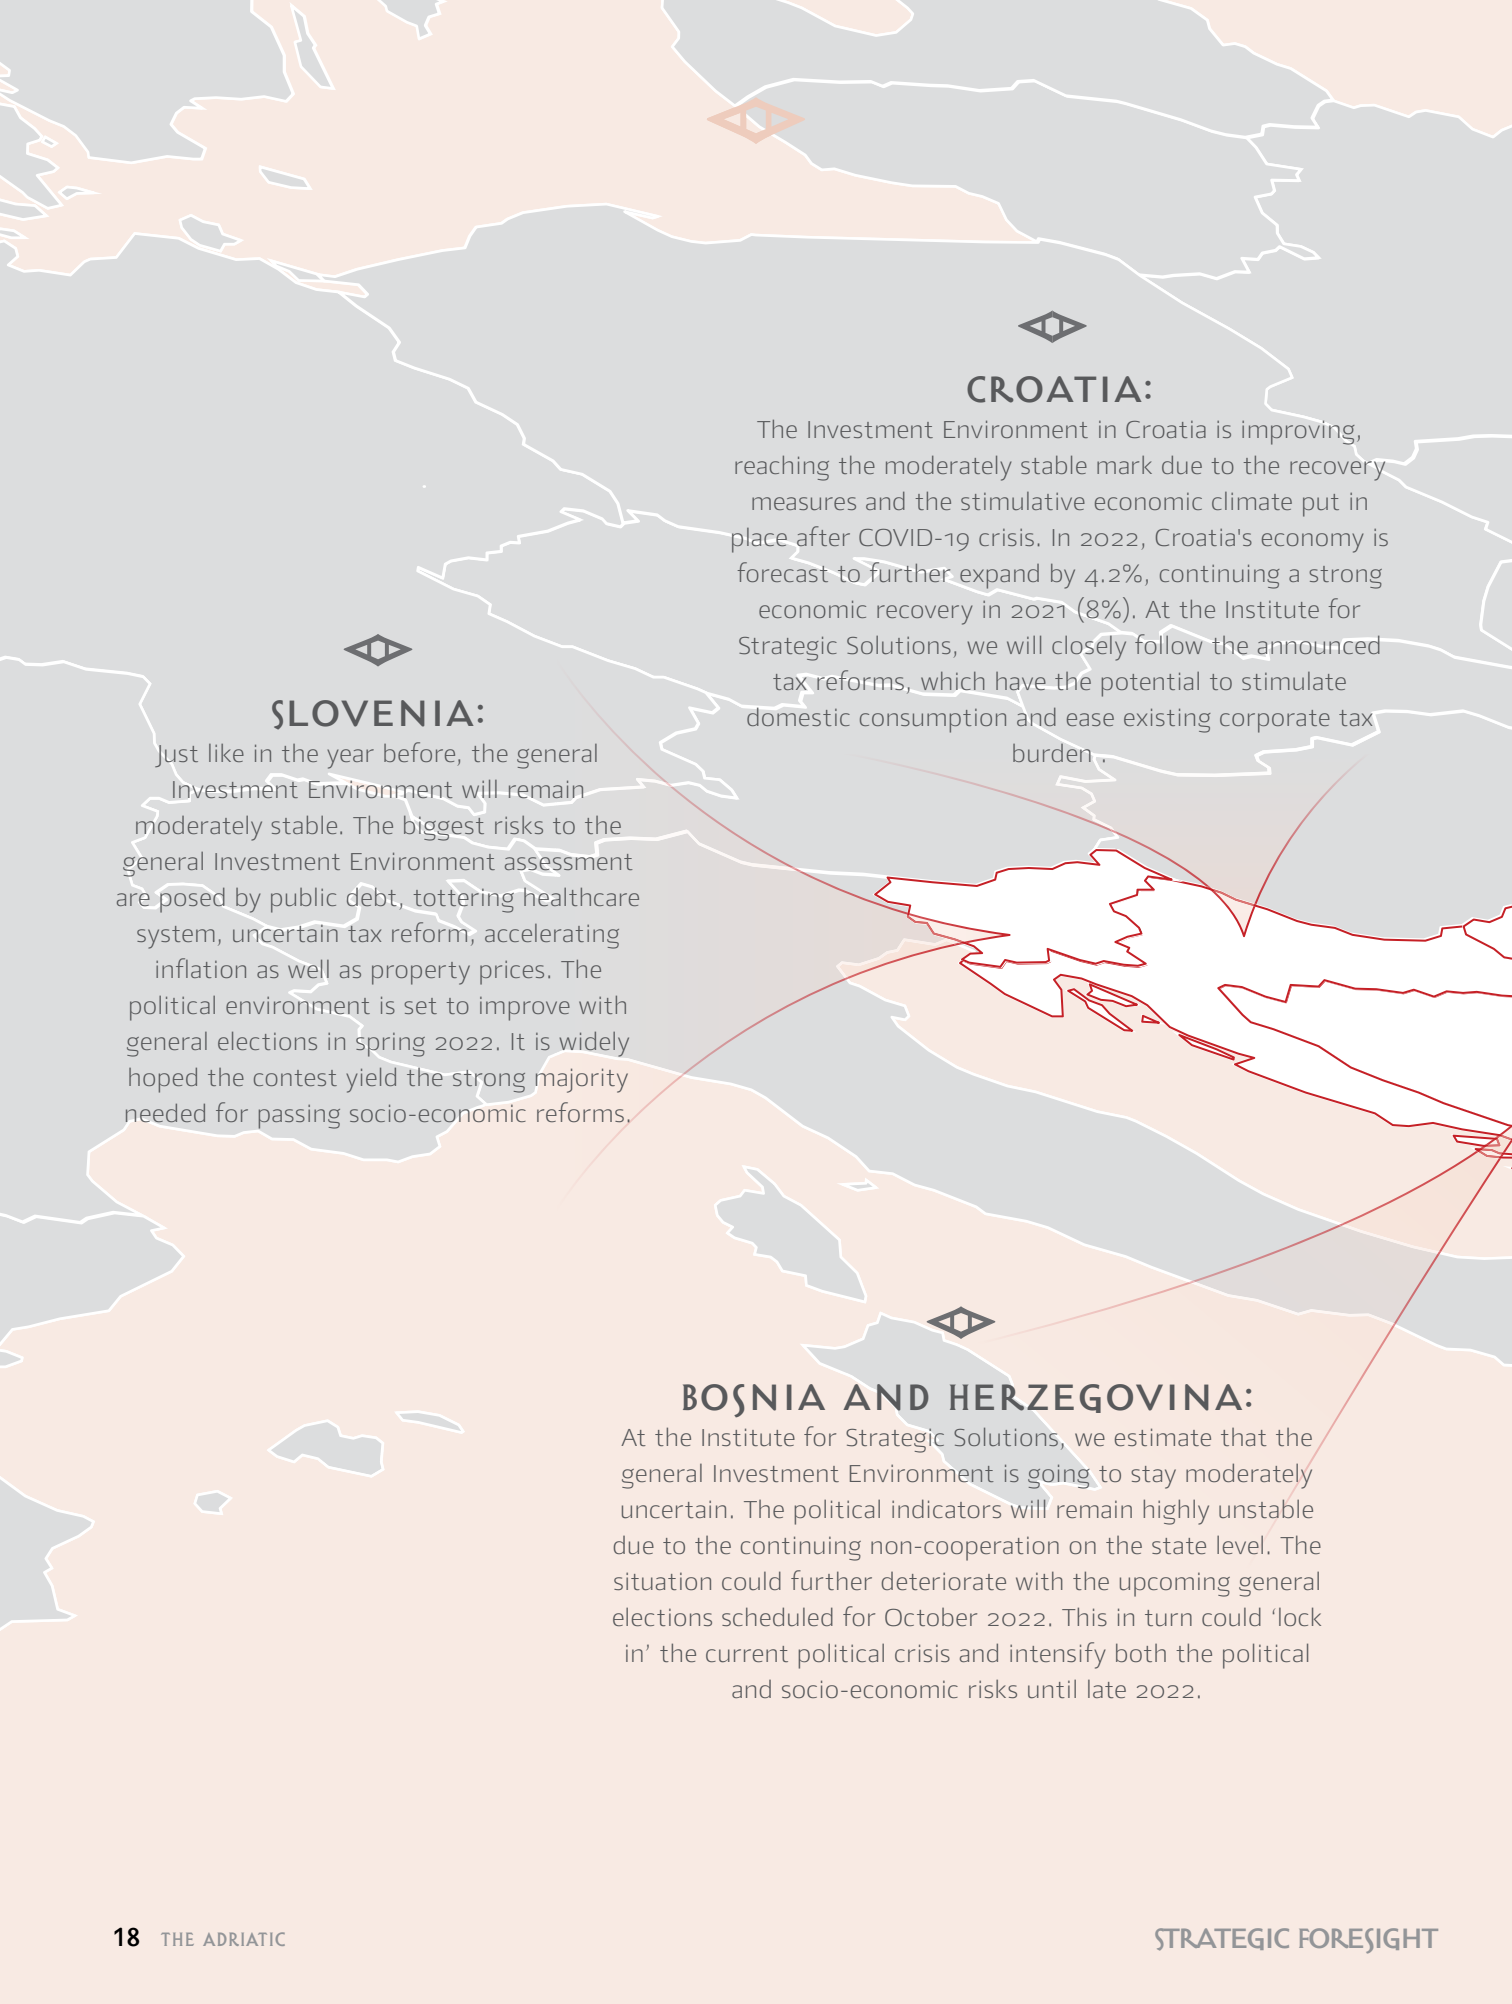 CROATIA:
The Investment Environment in Croatia is improving,
reaching the moderately stable mark due to the recovery
measures and the stimulative economic climate put in
place after COVID-19 crisis. In 2022, Croatia's economy is
forecast to further expand by 4.2%, continuing a strong
economic recovery in 2021 (8%). At the Institute for
Strategic Solutions, we will closely follow the announced
tax reforms, which have the potential to stimulate
domestic consumption and ease existing corporate tax
burden .
SLOVENIA:
Just like in the year before, the general
Investment Environment will remain
moderately stable. The biggest risks to the
general Investment Environment assessment
are posed by public debt, tottering healthcare
system, uncertain tax reform, accelerating
inflation as well as property prices. The
political environment is set to improve with
general elections in spring 2022. It is widely
hoped the contest yield the strong majority
needed for passing socio-economic reforms.
BOSNIA AND HERZEGOVINA:
At the Institute for Strategic Solutions, we estimate that the
general Investment Environment is going to stay moderately
uncertain. The political indicators will remain highly unstable
due to the continuing non-cooperation on the state level. The
situation could further deteriorate with the upcoming general
elections scheduled for October 2022. This in turn could ‘lock
in’ the current political crisis and intensify both the political
and socio-economic risks until late 2022.
18 THE ADRIATIC
STRATEGIC FORESIGHT